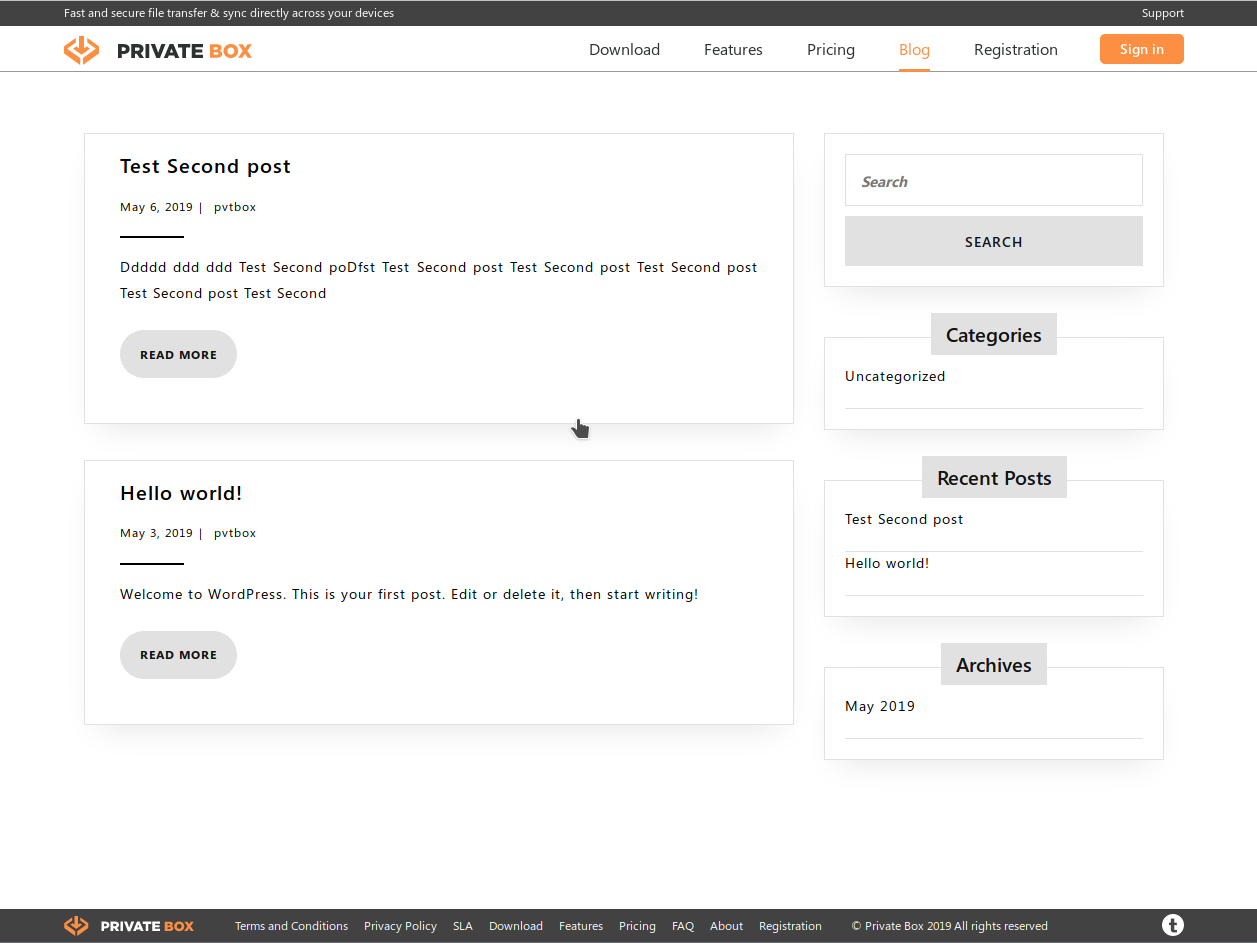 Fast and secure file transfer & sync directly across your devices
Support
PRIVATE BOX
Download
Features
Pricing
Blog
Registration
Sign in
Test Second post
May 6, 2019 | pvtbox
Ddddd ddd ddd Test Second poDfst Test Second post Test Second post Test Second post
Test Second post Test Second
READ MORE
Hello world!
May 3, 2019 | pvtbox
Welcome to WordPress. This is your first post. Edit or delete it, then start writing!
READ MORE
Search
SEARCH
Categories
Uncategorized
Recent Posts
Test Second post
Hello world!
Archives
May 2019
PRIVATE BOX
Terms and Conditions
Privacy Policy
SLA
Download
Features
Pricing
FAQ
About
Registration
© Private Box 2019 All rights reserved
t